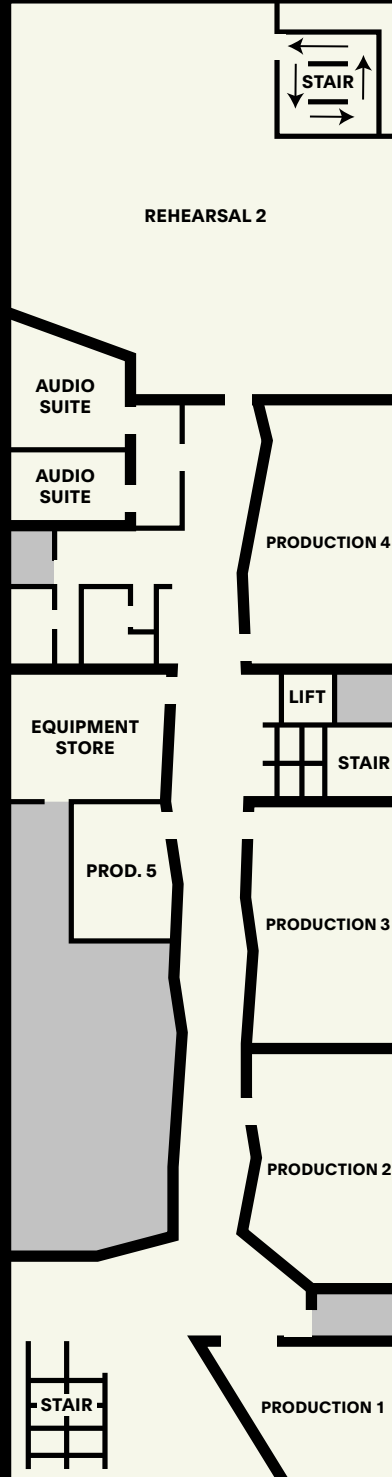 STAIR
REHEARSAL 2
AUDIO
SUITE
AUDIO
SUITE
PRODUCTION 4
LIFT
EQUIPMENT
STORE
STAIR
PROD. 5
PRODUCTION 3
PRODUCTION 2
STAIR
PRODUCTION 1